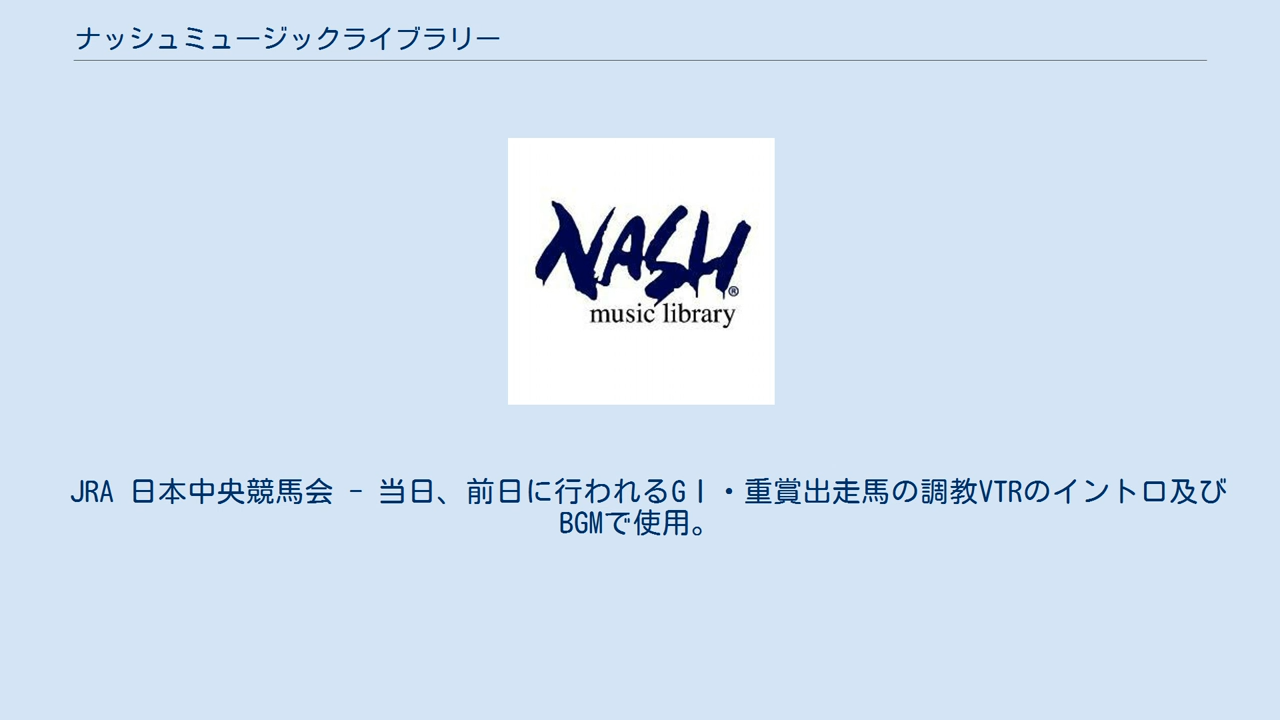 ナッシュミュージックライブラリー
NASH®
music library
JRA 日本中央競馬会 - 当日、前日に行われるGⅠ・重賞出走馬の調教VTRのイントロ及び
BGMで使用。